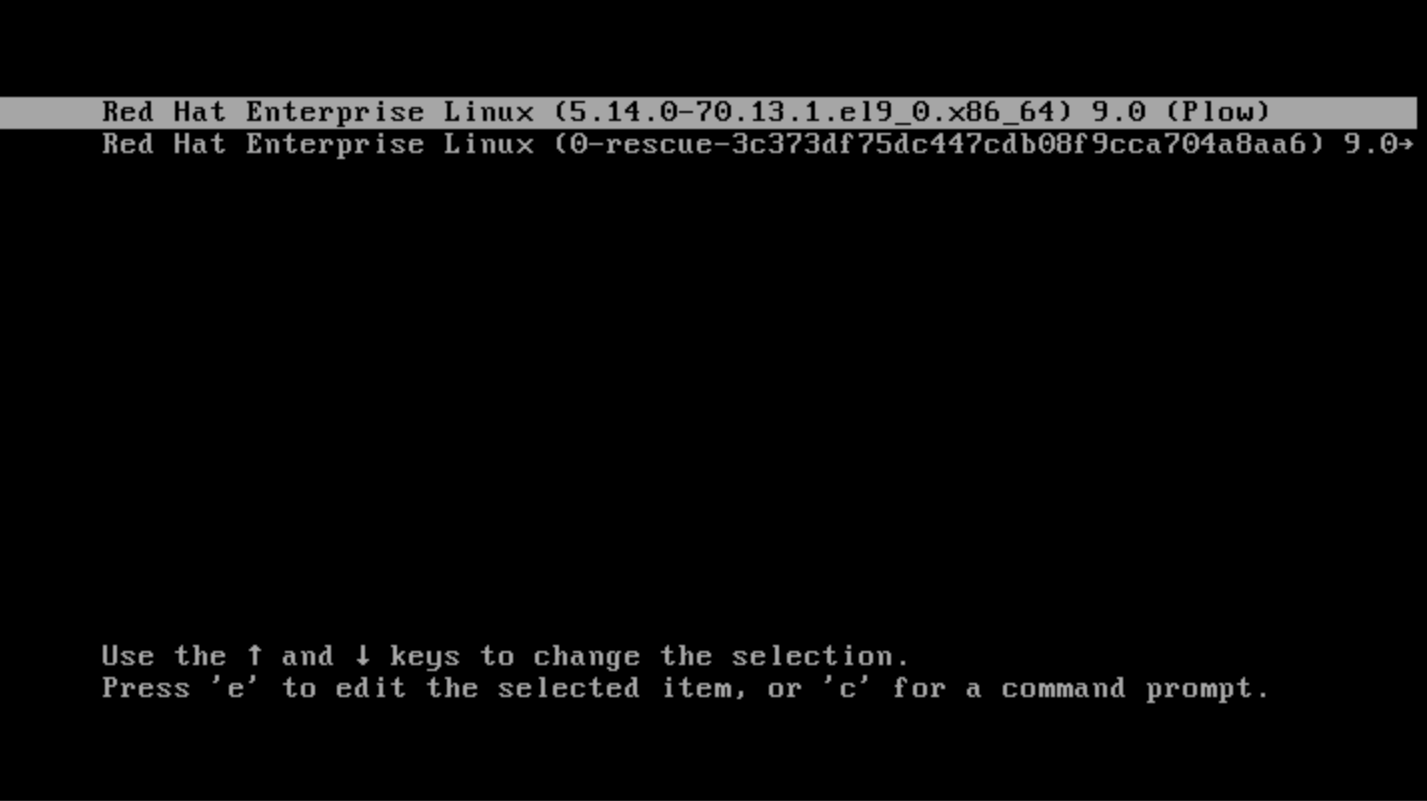 Red Hat Enterprise Linux (5.14.0-70.13.1.el9_0.x86_64) 9.0 (Plow)
Red Hat Enterprise Linux (0-rescue-3c373df75dc447cdb08f9cca704a8aa6) 9.0→
Use the ↑ and ↓ keys to change the selection.
Press 'e' to edit the selected item, or 'c' for a command prompt.